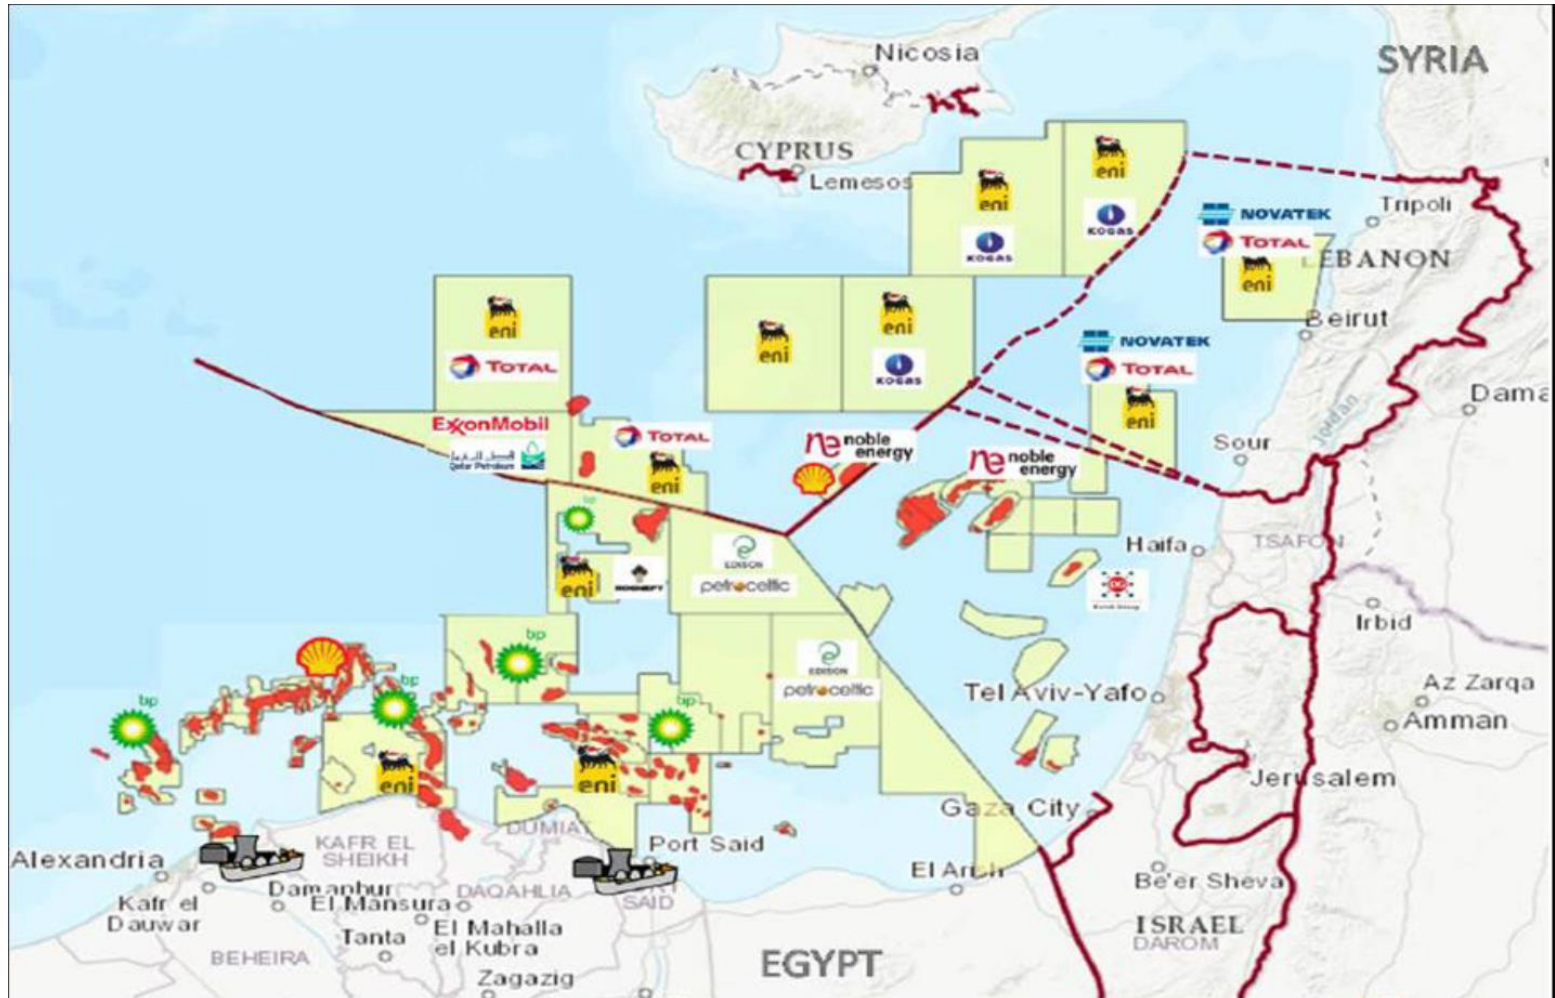 Nicosia
SYRIA
CYPRUS
Lemesos
eni
eni
KOGAS
KOGAS
Tripoli
NOVATEK
TOTAL
LEBANON
eni
Beirut
eni
TOTAL
eni
eni
KOGAS
NOVATEK
TOTAL
eni
Dama
Jordan
ExxonMobil
Qatar Petroleum
TOTAL
eni
noble
energy
noble
energy
Sour
bp
eni
ROSNEFT
EDISON
petroceltic
Haifa
TSAFON
DG
Irbid
bp
bp
bp
bp
EDISON
petroceltic
Tel Aviv-Yafo
Az Zarqa
Amman
eni
eni
Jerusalem
Gaza City
Alexandria
KAFR EL
SHEIKH
DUMIAT
Port Said
El Arish
Be'er Sheva
Kafr el
Dauwar
Damanhur
El Mansura
DAQAHLIA
SAID
ISRAEL
DAROM
Tanta
El Mahalla
el Kubra
BEHEIRA
Zagazig
EGYPT